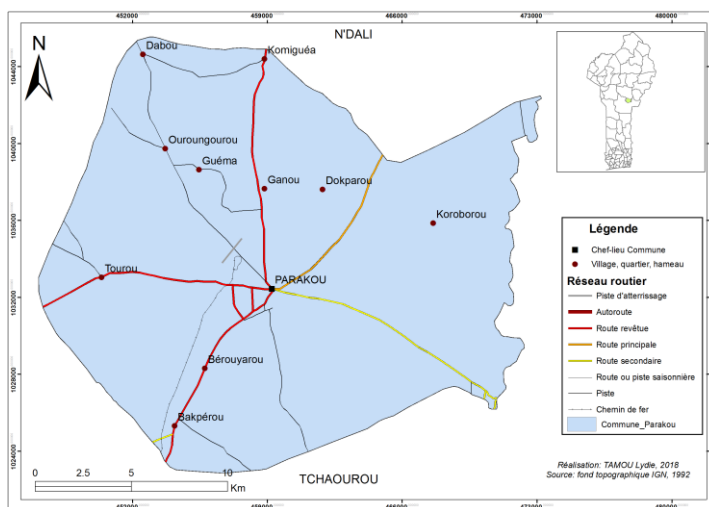 452000 459000 466000 473000 480000
N'DALI
Dabou
Komiguéa
N
1044000
1040000
Ouroungourou
Guéma
Ganou
Dokparou
1036000
Koroborou
Tourou
PARAKOU
1032000
Bérouyarou
1028000
Bakpérou
1024000
0 2.5 5 10
Km
TCHAOUROU
452000 459000 466000 473000 480000
Légende
Chef-lieu Commune
Village, quartier, hameau
Réseau routier
Piste d'atterrissage
Autoroute
Route revêtue
Route principale
Route secondaire
Route ou piste saisonnière
Piste
Chemin de fer
Commune_Parakou
Réalisation: TAMOU Lydie, 2018
Source: fond topographique IGN, 1992